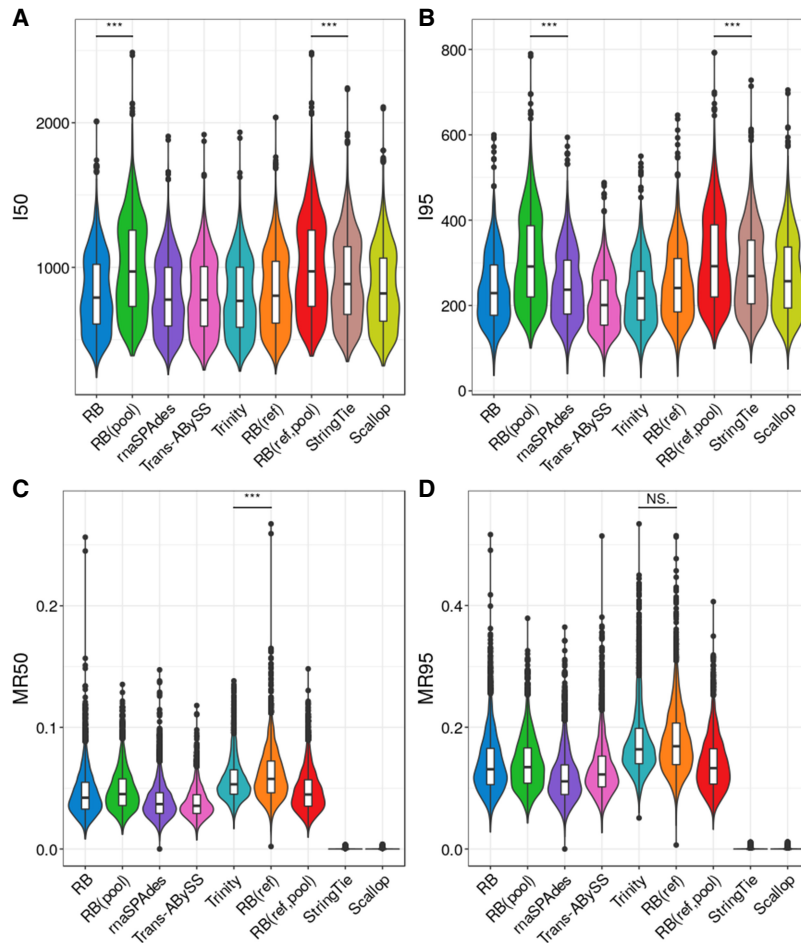 A
B
***
***
***
***
I50
2000
1000
I95
800
600
400
200
0
RB
RB(pool)
rnaSPAdes
Trans-ABySS
Trinity
RB(ref)
RB(ref,pool)
StringTie
Scallop
RB
RB(pool)
rnaSPAdes
Trans-ABySS
Trinity
RB(ref)
RB(ref,pool)
StringTie
Scallop
C
D
***
NS.
MR50
0.2
0.1
0.0
MR95
0.4
0.2
0.0
RB
RB(pool)
rnaSPAdes
Trans-ABySS
Trinity
RB(ref)
RB(ref,pool)
StringTie
Scallop
RB
RB(pool)
rnaSPAdes
Trans-ABySS
Trinity
RB(ref)
RB(ref,pool)
StringTie
Scallop